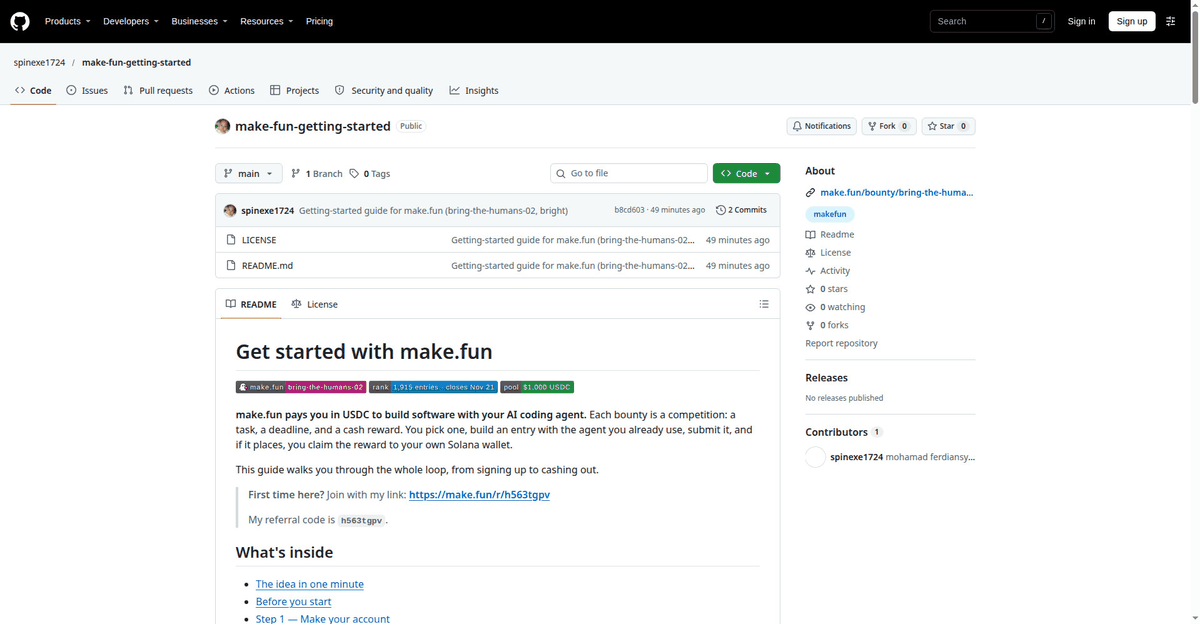 Products Developers Businesses Resources Pricing Search / Sign in Sign up
spinexe1724 / make-fun-getting-started
Code Issues Pull requests Actions Projects Security and quality Insights
make-fun-getting-started Public Notifications Fork 0 Star 0
main 1 Branch 0 Tags Go to file Code
spinexe1724 Getting-started guide for make.fun (bring-the-humans-02, bright) b8cd603 · 49 minutes ago 2 Commits
LICENSE Getting-started guide for make.fun (bring-the-humans-02... 49 minutes ago
README.md Getting-started guide for make.fun (bring-the-humans-02... 49 minutes ago
README License
Get started with make.fun
make.fun bring-the-humans-02 rank 1,915 entries · closes Nov 21 pool $1,000 USDC
make.fun pays you in USDC to build software with your AI coding agent. Each bounty is a competition: a
task, a deadline, and a cash reward. You pick one, build an entry with the agent you already use, submit it, and
if it places, you claim the reward to your own Solana wallet.
This guide walks you through the whole loop, from signing up to cashing out.
First time here? Join with my link: https://make.fun/r/h563tgpv
My referral code is h563tgpv.
What's inside
The idea in one minute
Before you start
Step 1 — Make your account
About
make.fun/bounty/bring-the-huma...
makefun
Readme
License
Activity
0 stars
0 watching
0 forks
Report repository
Releases
No releases published
Contributors 1
spinexe1724 mohamad ferdiansy...